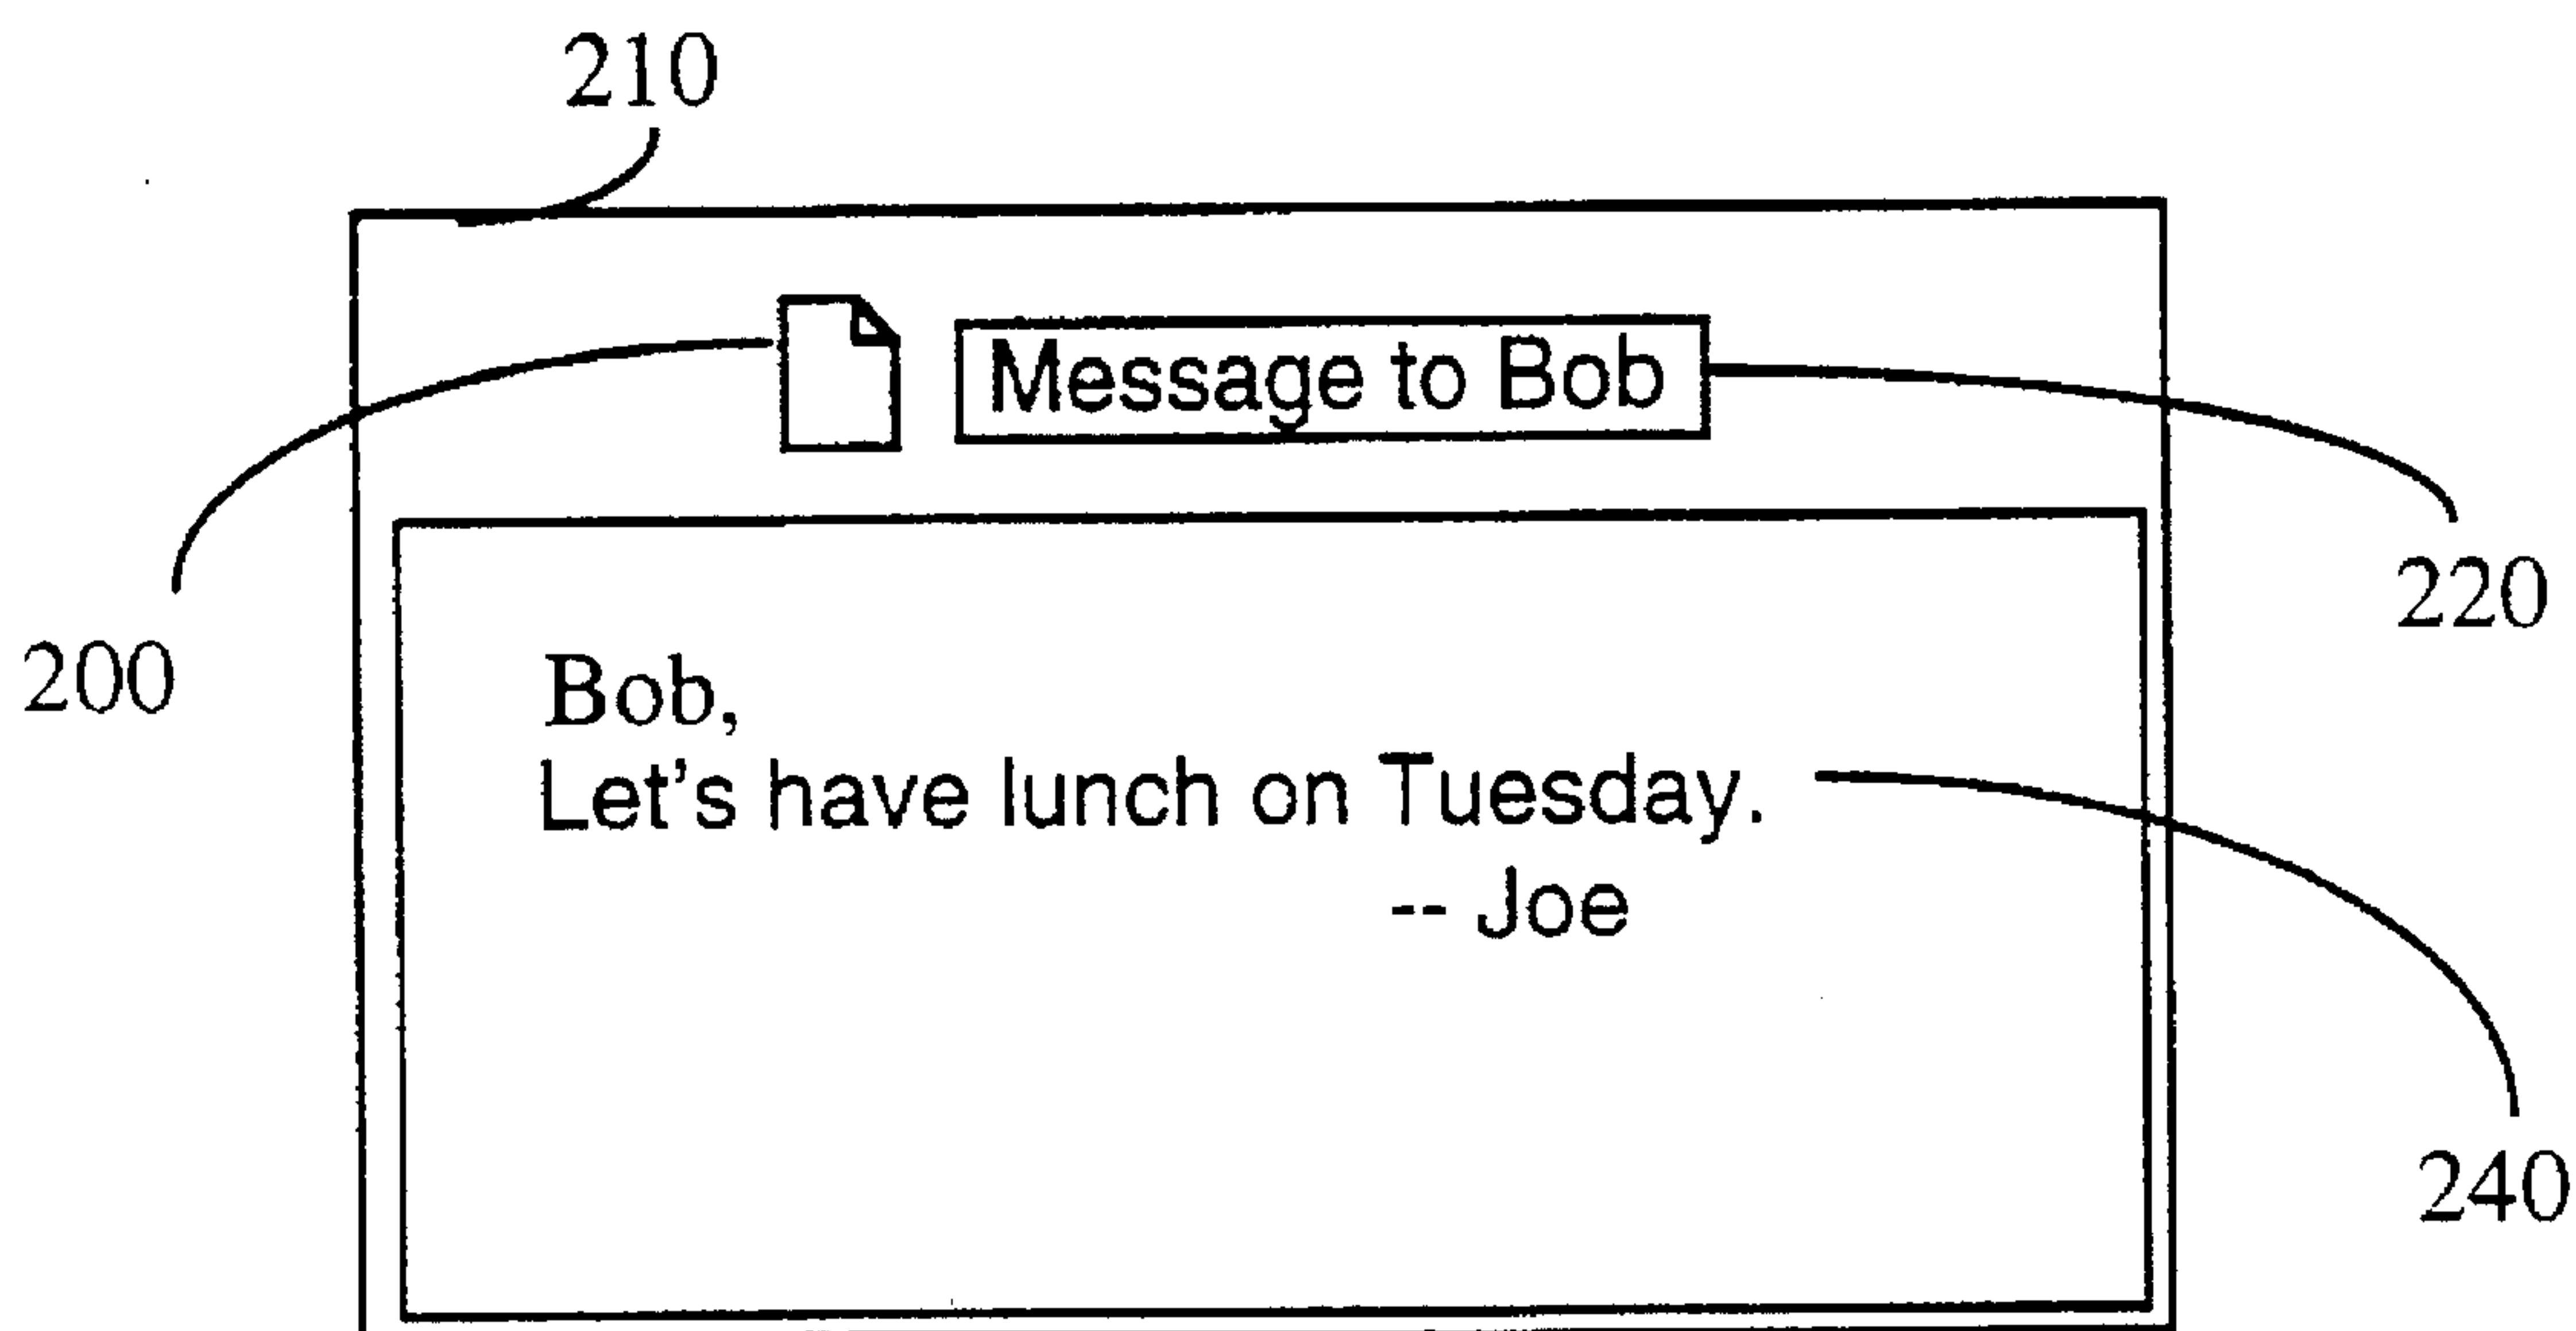 210
Message to Bob
220
200
Bob,
Let's have lunch on Tuesday.
-- Joe
240